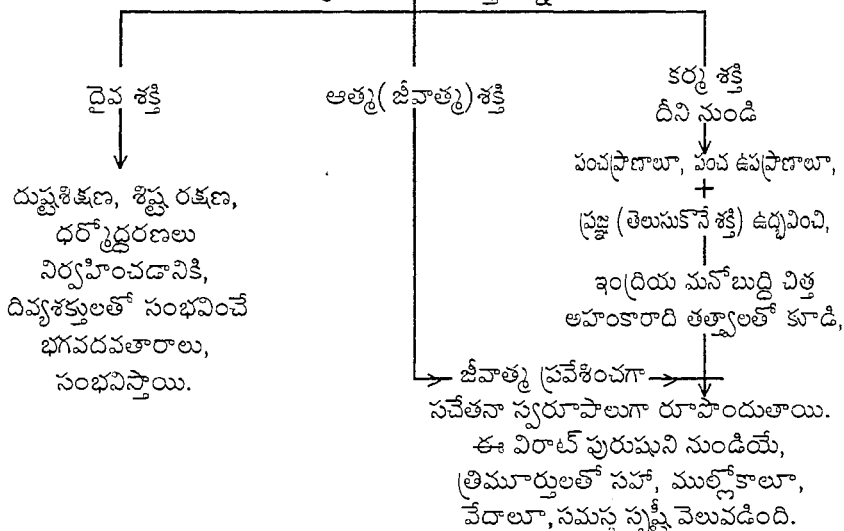 దైవ శక్తి
దుష్టశిక్షణ, శిష్ట రక్షణ,
ధర్మోద్ధరణలు
నిర్వహించడానికి,
దివ్యశక్తులతో సంభవించే
భగవదవతారాలు,
సంభవిస్తాయి.
ఆత్మ(జీవాత్మ)శక్తి
కర్మ శక్తి
దీని నుండి
పంచప్రాణాలూ, పంచ ఉపప్రాణాలూ,
+
ప్రజ్ఞ (తెలుసుకొనే శక్తి) ఉద్భవించి,
ఇంద్రియ మనోబుద్ధి చిత్త
అహంకారాది తత్త్వాలతో కూడి,
జీవాత్మ ప్రవేశించగా
సచేతనా స్వరూపాలుగా రూపొందుతాయి.
ఈ విరాట్ పురుషుని నుండియే,
త్రిమూర్తులతో సహా, ముల్లోకాలూ,
వేదాలూ, సమస్త సృష్టీ వెలువడింది.